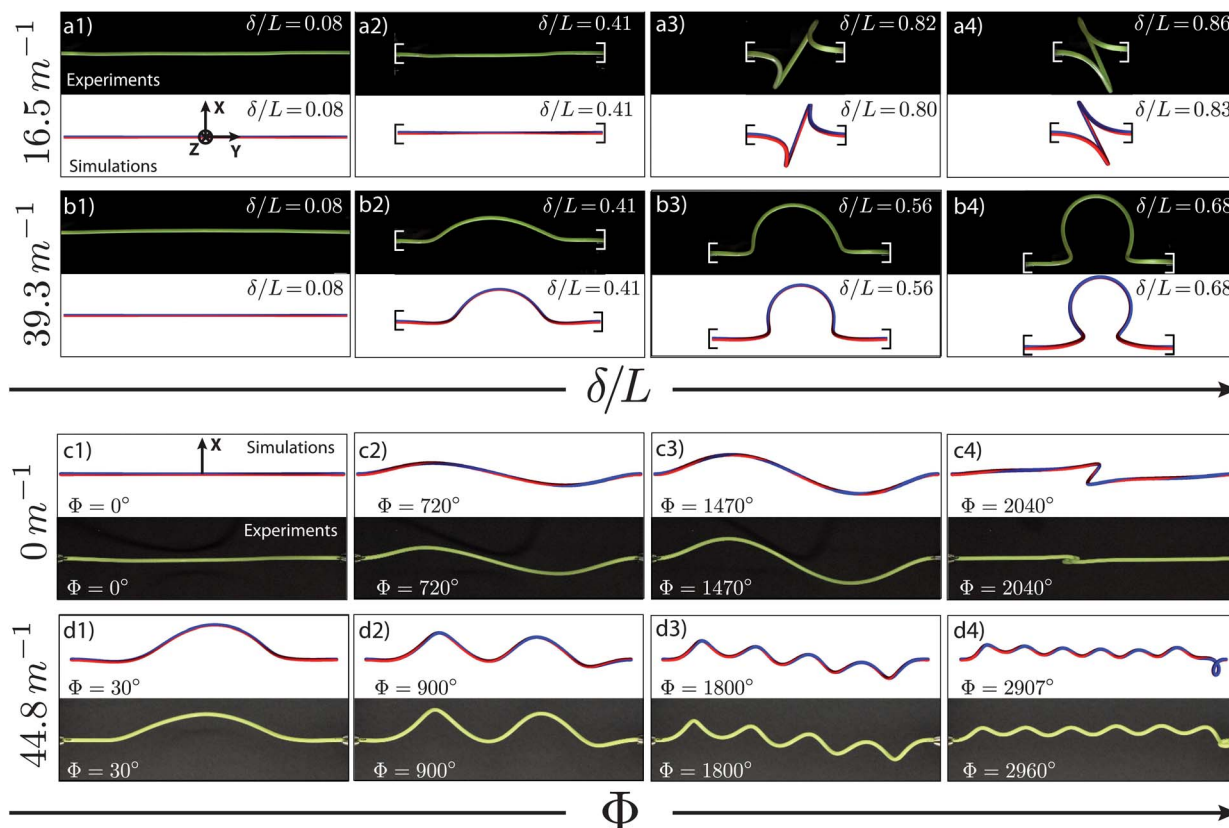 16.5 m⁻¹
a1) δ/L=0.08
Experiments
δ/L=0.08
X
Z Y
Simulations
a2) δ/L=0.41
δ/L=0.41
a3) δ/L=0.82
δ/L=0.80
a4) δ/L=0.86
δ/L=0.83
39.3 m⁻¹
b1) δ/L=0.08
δ/L=0.08
b2) δ/L=0.41
δ/L=0.41
b3) δ/L=0.56
δ/L=0.56
b4) δ/L=0.68
δ/L=0.68
δ/L
0 m⁻¹
c1) X Simulations
Φ = 0°
Experiments
Φ = 0°
c2)
Φ = 720°
Φ = 720°
c3)
Φ = 1470°
Φ = 1470°
c4)
Φ = 2040°
Φ = 2040°
44.8 m⁻¹
d1)
Φ = 30°
Φ = 30°
d2)
Φ = 900°
Φ = 900°
d3)
Φ = 1800°
Φ = 1800°
d4)
Φ = 2907°
Φ = 2960°
Φ